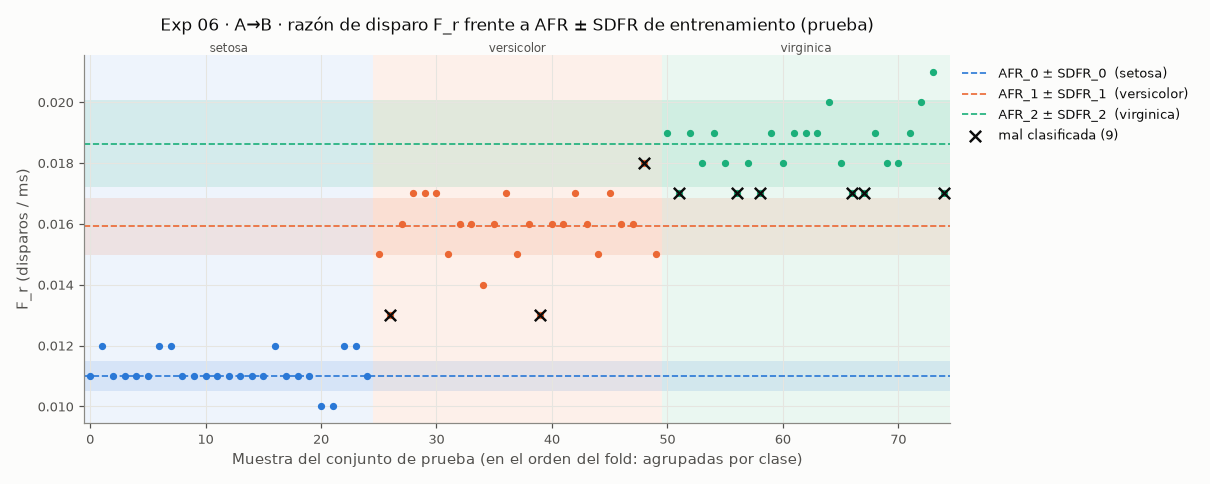 Exp 06 · A→B · razón de disparo F_r frente a AFR ± SDFR de entrenamiento (prueba)
setosa
versicolor
virginica
AFR_0 ± SDFR_0 (setosa)
AFR_1 ± SDFR_1 (versicolor)
AFR_2 ± SDFR_2 (virginica)
mal clasificada (9)
F_r (disparos / ms)
0.020
0.018
0.016
0.014
0.012
0.010
0
10
20
30
40
50
60
70
Muestra del conjunto de prueba (en el orden del fold: agrupadas por clase)